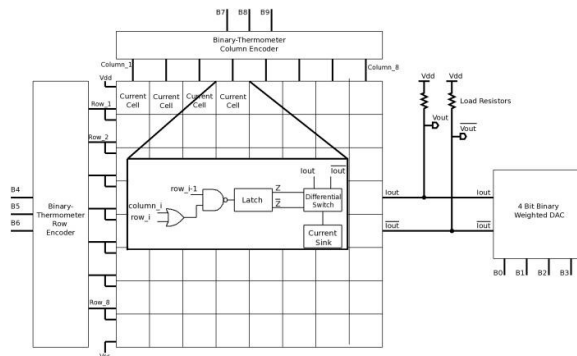 B7 B8 B9
Binary-Thermometer
Column Encoder
Column_1
Column_8
Vdd
Current
Cell
Current
Cell
Current
Cell
Current
Cell
Row_1
Row_2
Row_8
B4
B5
B6
Binary-
Thermometer
Row
Encoder
row_i-1
column_i
row_i
Latch
Z
Z
Iout
Iout
Differential
Switch
Current
Sink
Vdd
Vdd
Load Resistors
Vout
Vout
Iout
Iout
Iout
Iout
4 Bit Binary
Weighted DAC
B0 B1 B2 B3